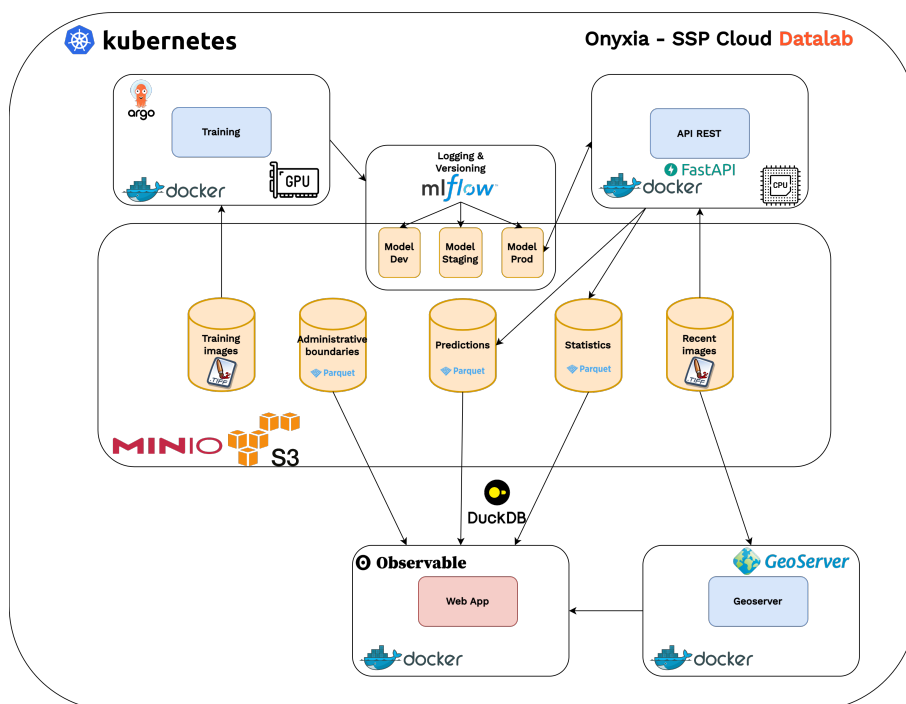 kubernetes
Onyxia - SSP Cloud Datalab
argo
Training
docker
GPU
Logging &
Versioning
mlflow™
Model
Dev
Model
Staging
Model
Prod
API REST
FastAPI
docker
CPU
Training
images
TIFF
Administrative
boundaries
Parquet
Predictions
Parquet
Statistics
Parquet
Recent
images
TIFF
MINIO
S3
DuckDB
Observable
Web App
docker
GeoServer
Geoserver
docker